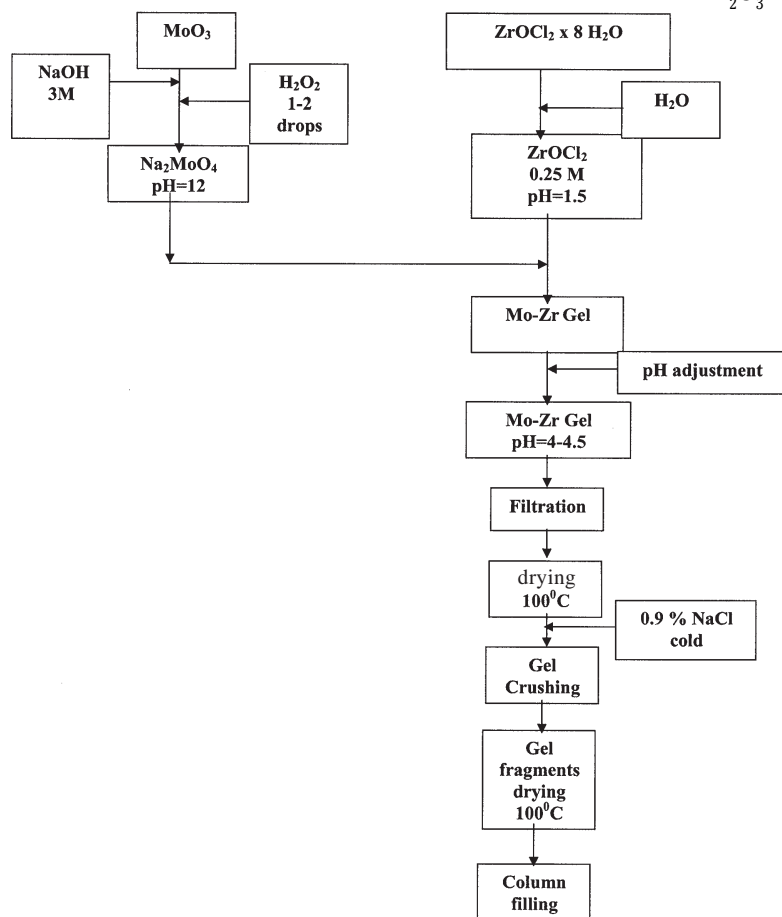 2 3
MoO3
ZrOCl2 x 8 H2O
NaOH
3M
H2O2
1-2
drops
H2O
Na2MoO4
pH=12
ZrOCl2
0.25 M
pH=1.5
Mo-Zr Gel
pH adjustment
Mo-Zr Gel
pH=4-4.5
Filtration
drying
100⁰C
0.9 % NaCl
cold
Gel
Crushing
Gel
fragments
drying
100⁰C
Column
filling